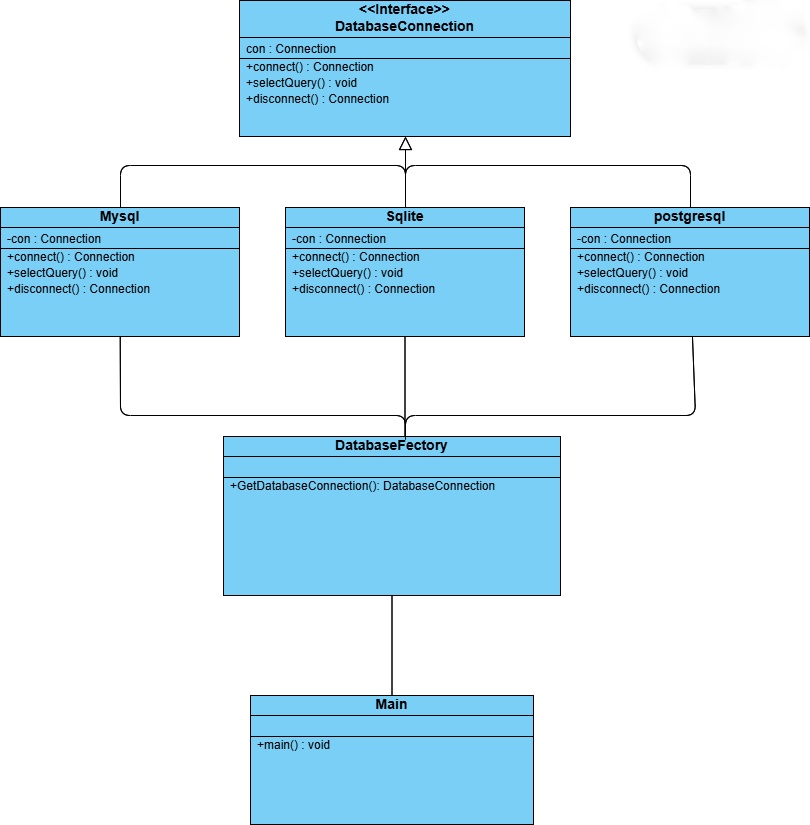 <<Interface>>
DatabaseConnection
con : Connection
+connect() : Connection
+selectQuery() : void
+disconnect() : Connection
Mysql
-con : Connection
+connect() : Connection
+selectQuery() : void
+disconnect() : Connection
Sqlite
-con : Connection
+connect() : Connection
+selectQuery() : void
+disconnect() : Connection
postgresql
-con : Connection
+connect() : Connection
+selectQuery() : void
+disconnect() : Connection
DatabaseFectory
+GetDatabaseConnection(): DatabaseConnection
Main
+main() : void